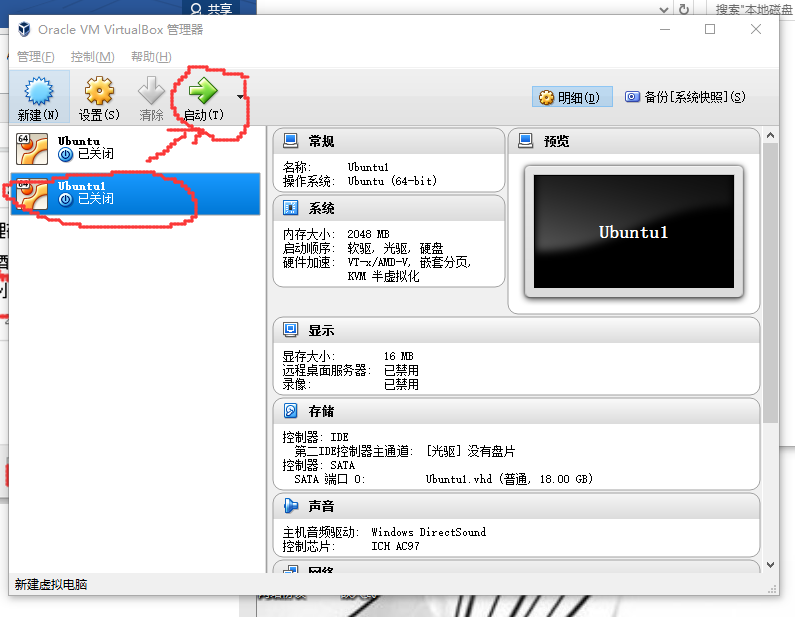 共享
搜索"本地磁盘
Oracle VM VirtualBox 管理器
管理(F) 控制(M) 帮助(H)
新建(N) 设置(S) 清除 启动(T)
明细(D) 备份[系统快照](S)
64 Ubuntu
已关闭
64 Ubuntu1
已关闭
常规
名称: Ubuntu1
操作系统: Ubuntu (64-bit)
预览
Ubuntu1
系统
内存大小: 2048 MB
启动顺序: 软驱, 光驱, 硬盘
硬件加速: VT-x/AMD-V, 嵌套分页,
KVM 半虚拟化
显示
显存大小: 16 MB
远程桌面服务器: 已禁用
录像: 已禁用
存储
控制器: IDE
第二IDE控制器主通道: [光驱] 没有盘片
控制器: SATA
SATA 端口 0: Ubuntu1.vhd (普通, 18.00 GB)
声音
主机音频驱动: Windows DirectSound
控制芯片: ICH AC97
网络
新建虚拟电脑